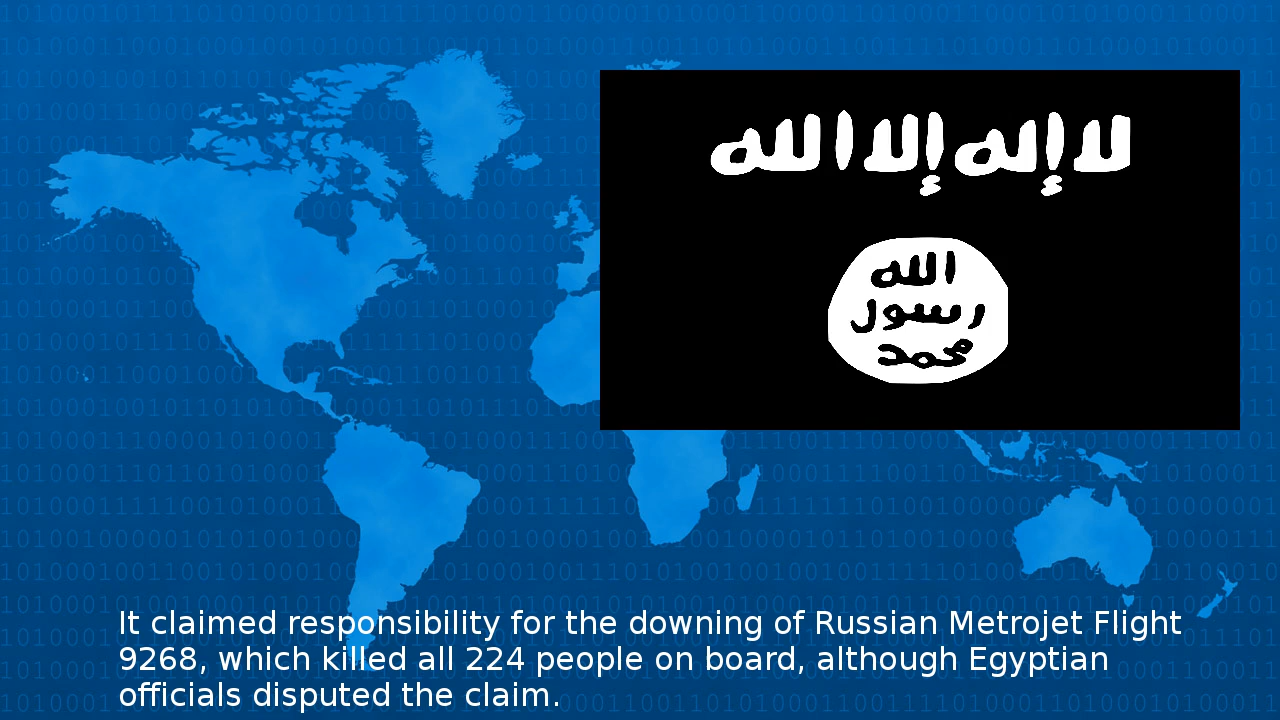 لا إله إلا الله
الله
رسول
محمد
It claimed responsibility for the downing of Russian Metrojet Flight
9268, which killed all 224 people on board, although Egyptian
officials disputed the claim.